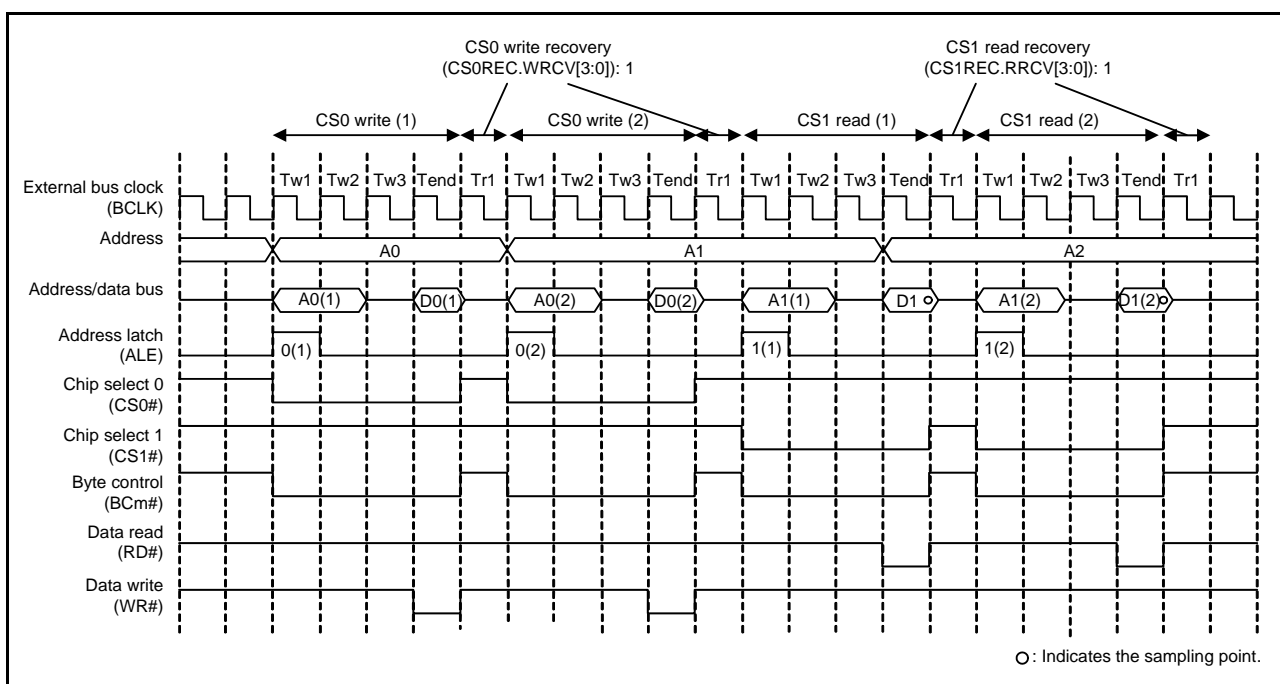 CS0 write recovery
(CS0REC.WRCV[3:0]): 1
CS1 read recovery
(CS1REC.RRCV[3:0]): 1
CS0 write (1)
CS0 write (2)
CS1 read (1)
CS1 read (2)
Tw1 Tw2 Tw3 Tend Tr1 Tw1 Tw2 Tw3 Tend Tr1 Tw1 Tw2 Tw3 Tend Tr1 Tw1 Tw2 Tw3 Tend Tr1
External bus clock
(BCLK)
Address
A0 A1 A2
Address/data bus
A0(1) D0(1) A0(2) D0(2) A1(1) D1 A1(2) D1(2)
Address latch
(ALE)
0(1) 0(2) 1(1) 1(2)
Chip select 0
(CS0#)
Chip select 1
(CS1#)
Byte control
(BCm#)
Data read
(RD#)
Data write
(WR#)
: Indicates the sampling point.